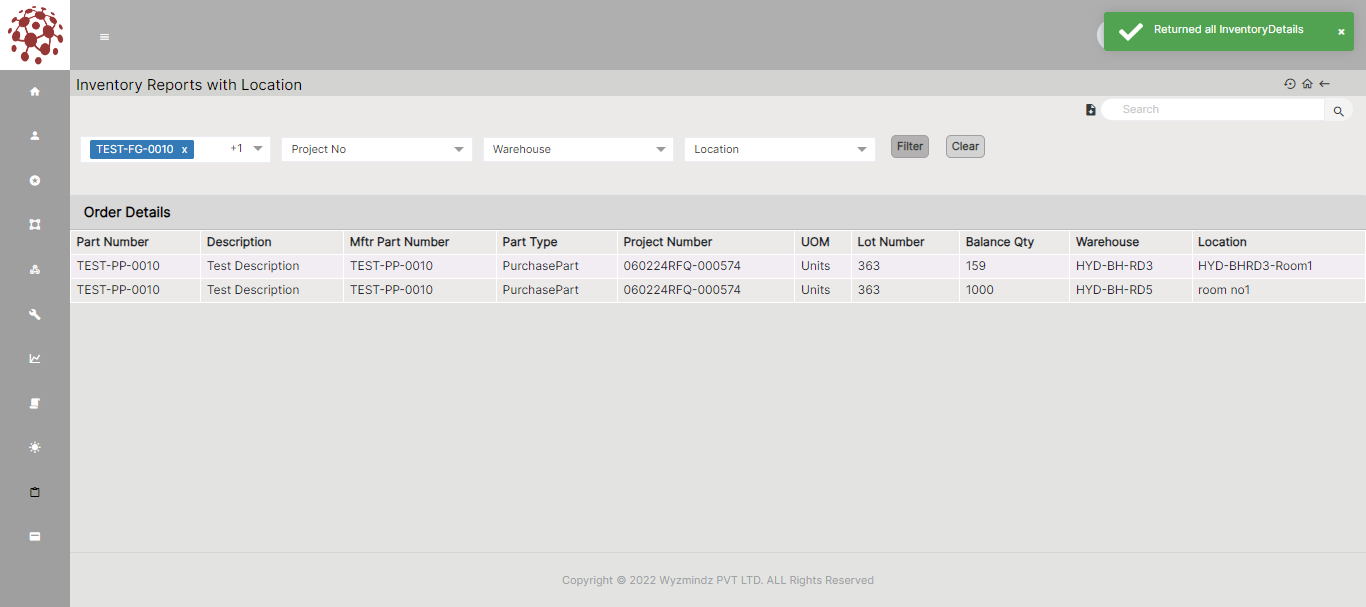 Returned all InventoryDetails ×
Inventory Reports with Location
Search
TEST-FG-0010 x +1 Project No Warehouse Location Filter Clear
Order Details
Part Number Description Mftr Part Number Part Type Project Number UOM Lot Number Balance Qty Warehouse Location
TEST-PP-0010 Test Description TEST-PP-0010 PurchasePart 060224RFQ-000574 Units 363 159 HYD-BH-RD3 HYD-BHRD3-Room1
TEST-PP-0010 Test Description TEST-PP-0010 PurchasePart 060224RFQ-000574 Units 363 1000 HYD-BH-RD5 room no1
Copyright © 2022 Wyzmindz PVT LTD. ALL Rights Reserved